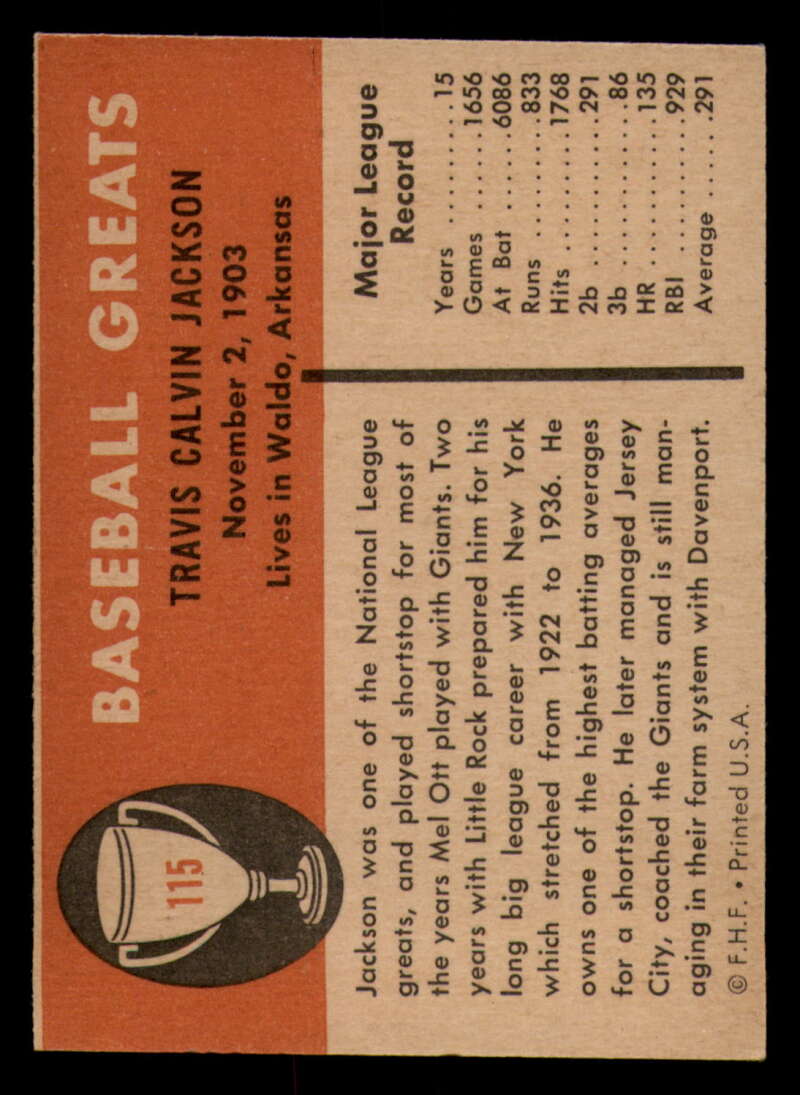 BASEBALL GREATS
115
TRAVIS CALVIN JACKSON
November 2, 1903
Lives in Waldo, Arkansas
Jackson was one of the National League
greats, and played shortstop for most of
the years Mel Ott played with Giants. Two
years with Little Rock prepared him for his
long big league career with New York
which stretched from 1922 to 1936. He
owns one of the highest batting averages
for a shortstop. He later managed Jersey
City, coached the Giants and is still man-
aging in their farm system with Davenport.
© F.H.F. • Printed U.S.A.
Major League
Record
Years .........15
Games .......1656
At Bat .......6086
Runs .........833
Hits ..........1768
2b ............291
3b .............86
HR ...........135
RBI ..........929
Average ......291